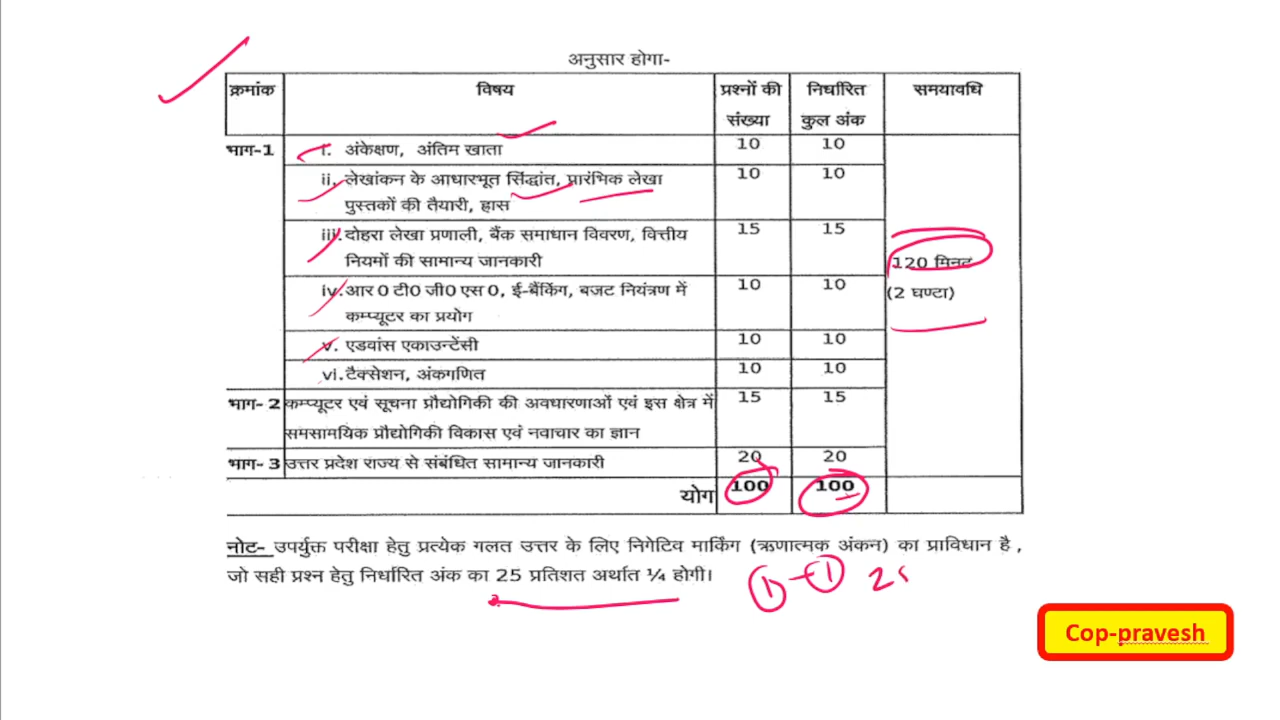 अनुसार होगा-
क्रमांक विषय प्रश्नों की संख्या निर्धारित कुल अंक समयावधि
भाग-1 i. अंकेक्षण, अंतिम खाता 10 10
ii. लेखांकन के आधारभूत सिंद्धांत, प्रारंभिक लेखा 10 10
पुस्तकों की तैयारी, ह्रास
iii. दोहरा लेखा प्रणाली, बैंक समाधान विवरण, वित्तीय 15 15
नियमों की सामान्य जानकारी
120 मिनट
iv. आर0 टी0 जी0 एस0, ई-बैंकिंग, बजट नियंत्रण में 10 10
(2 घण्टा)
कम्प्यूटर का प्रयोग
v. एडवांस एकाउन्टेंसी 10 10
vi. टैक्सेशन, अंकगणित 10 10
भाग- 2 कम्प्यूटर एवं सूचना प्रौद्योगिकी की अवधारणाओं एवं इस क्षेत्र में 15 15
समसामयिक प्रौद्योगिकी विकास एवं नवाचार का ज्ञान
भाग- 3 उत्तर प्रदेश राज्य से संबंधित सामान्य जानकारी 20 20
योग 100 100
नोट- उपर्युक्त परीक्षा हेतु प्रत्येक गलत उत्तर के लिए निगेटिव मार्किंग (ऋणात्मक अंकन) का प्राविधान है ,
जो सही प्रश्न हेतु निर्धारित अंक का 25 प्रतिशत अर्थात ¼ होगी।
Cop-pravesh